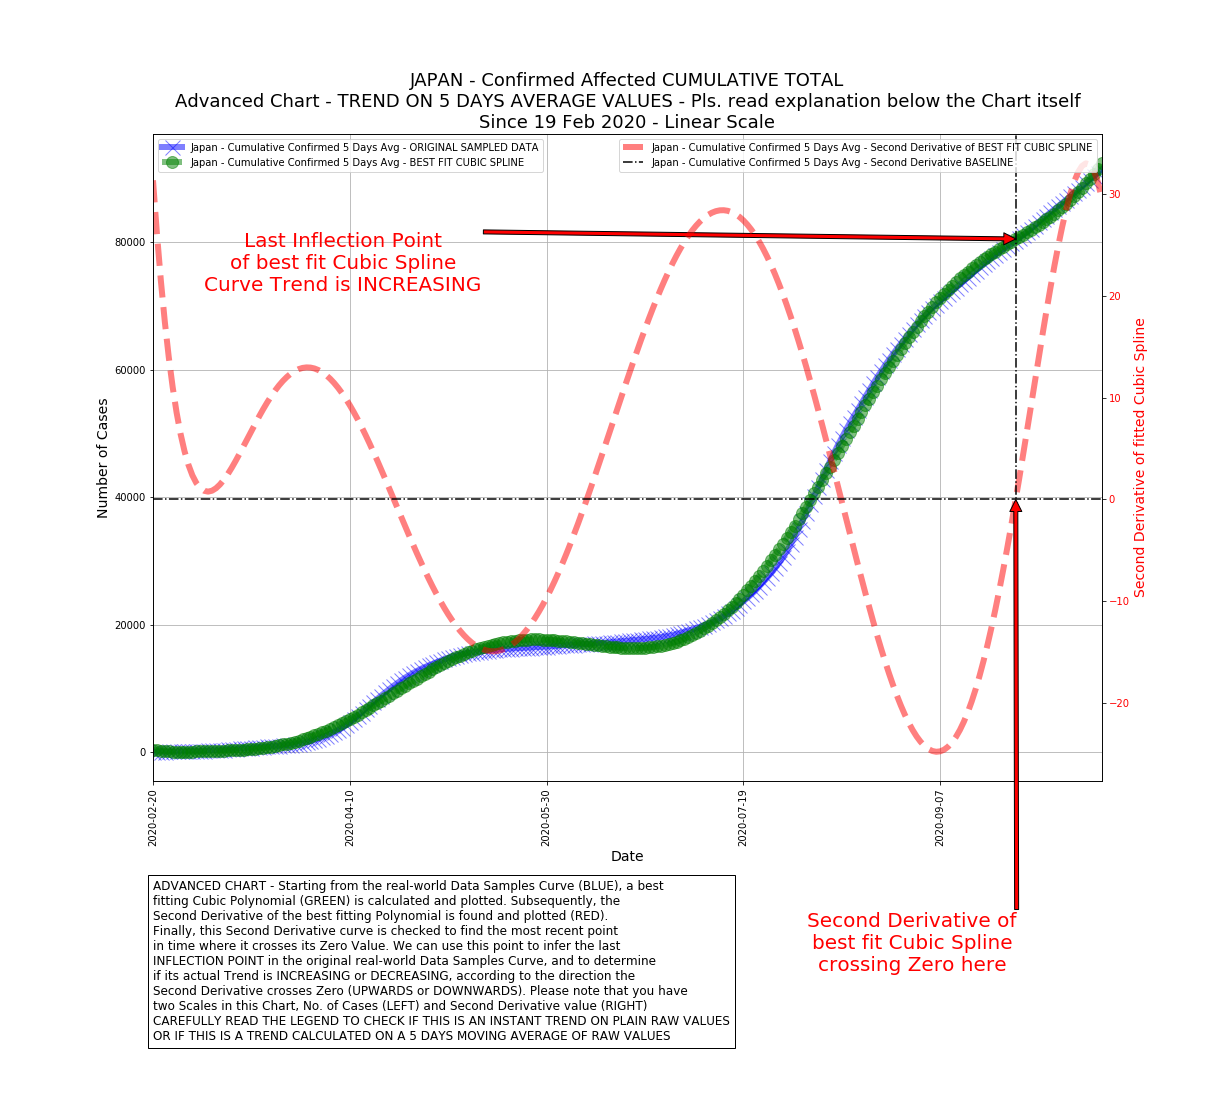 JAPAN - Confirmed Affected CUMULATIVE TOTAL
Advanced Chart - TREND ON 5 DAYS AVERAGE VALUES - Pls. read explanation below the Chart itself
Since 19 Feb 2020 - Linear Scale
Japan - Cumulative Confirmed 5 Days Avg - ORIGINAL SAMPLED DATA
Japan - Cumulative Confirmed 5 Days Avg - BEST FIT CUBIC SPLINE
Japan - Cumulative Confirmed 5 Days Avg - Second Derivative of BEST FIT CUBIC SPLINE
Japan - Cumulative Confirmed 5 Days Avg - Second Derivative BASELINE
Last Inflection Point
of best fit Cubic Spline
Curve Trend is INCREASING
Number of Cases
80000
60000
40000
20000
0
30
20
10
0
−10
−20
Second Derivative of fitted Cubic Spline
2020-02-20
2020-04-10
2020-05-30
2020-07-19
2020-09-07
Date
ADVANCED CHART - Starting from the real-world Data Samples Curve (BLUE), a best
fitting Cubic Polynomial (GREEN) is calculated and plotted. Subsequently, the
Second Derivative of the best fitting Polynomial is found and plotted (RED).
Finally, this Second Derivative curve is checked to find the most recent point
in time where it crosses its Zero Value. We can use this point to infer the last
INFLECTION POINT in the original real-world Data Samples Curve, and to determine
if its actual Trend is INCREASING or DECREASING, according to the direction the
Second Derivative crosses Zero (UPWARDS or DOWNWARDS). Please note that you have
two Scales in this Chart, No. of Cases (LEFT) and Second Derivative value (RIGHT)
CAREFULLY READ THE LEGEND TO CHECK IF THIS IS AN INSTANT TREND ON PLAIN RAW VALUES
OR IF THIS IS A TREND CALCULATED ON A 5 DAYS MOVING AVERAGE OF RAW VALUES
Second Derivative of
best fit Cubic Spline
crossing Zero here